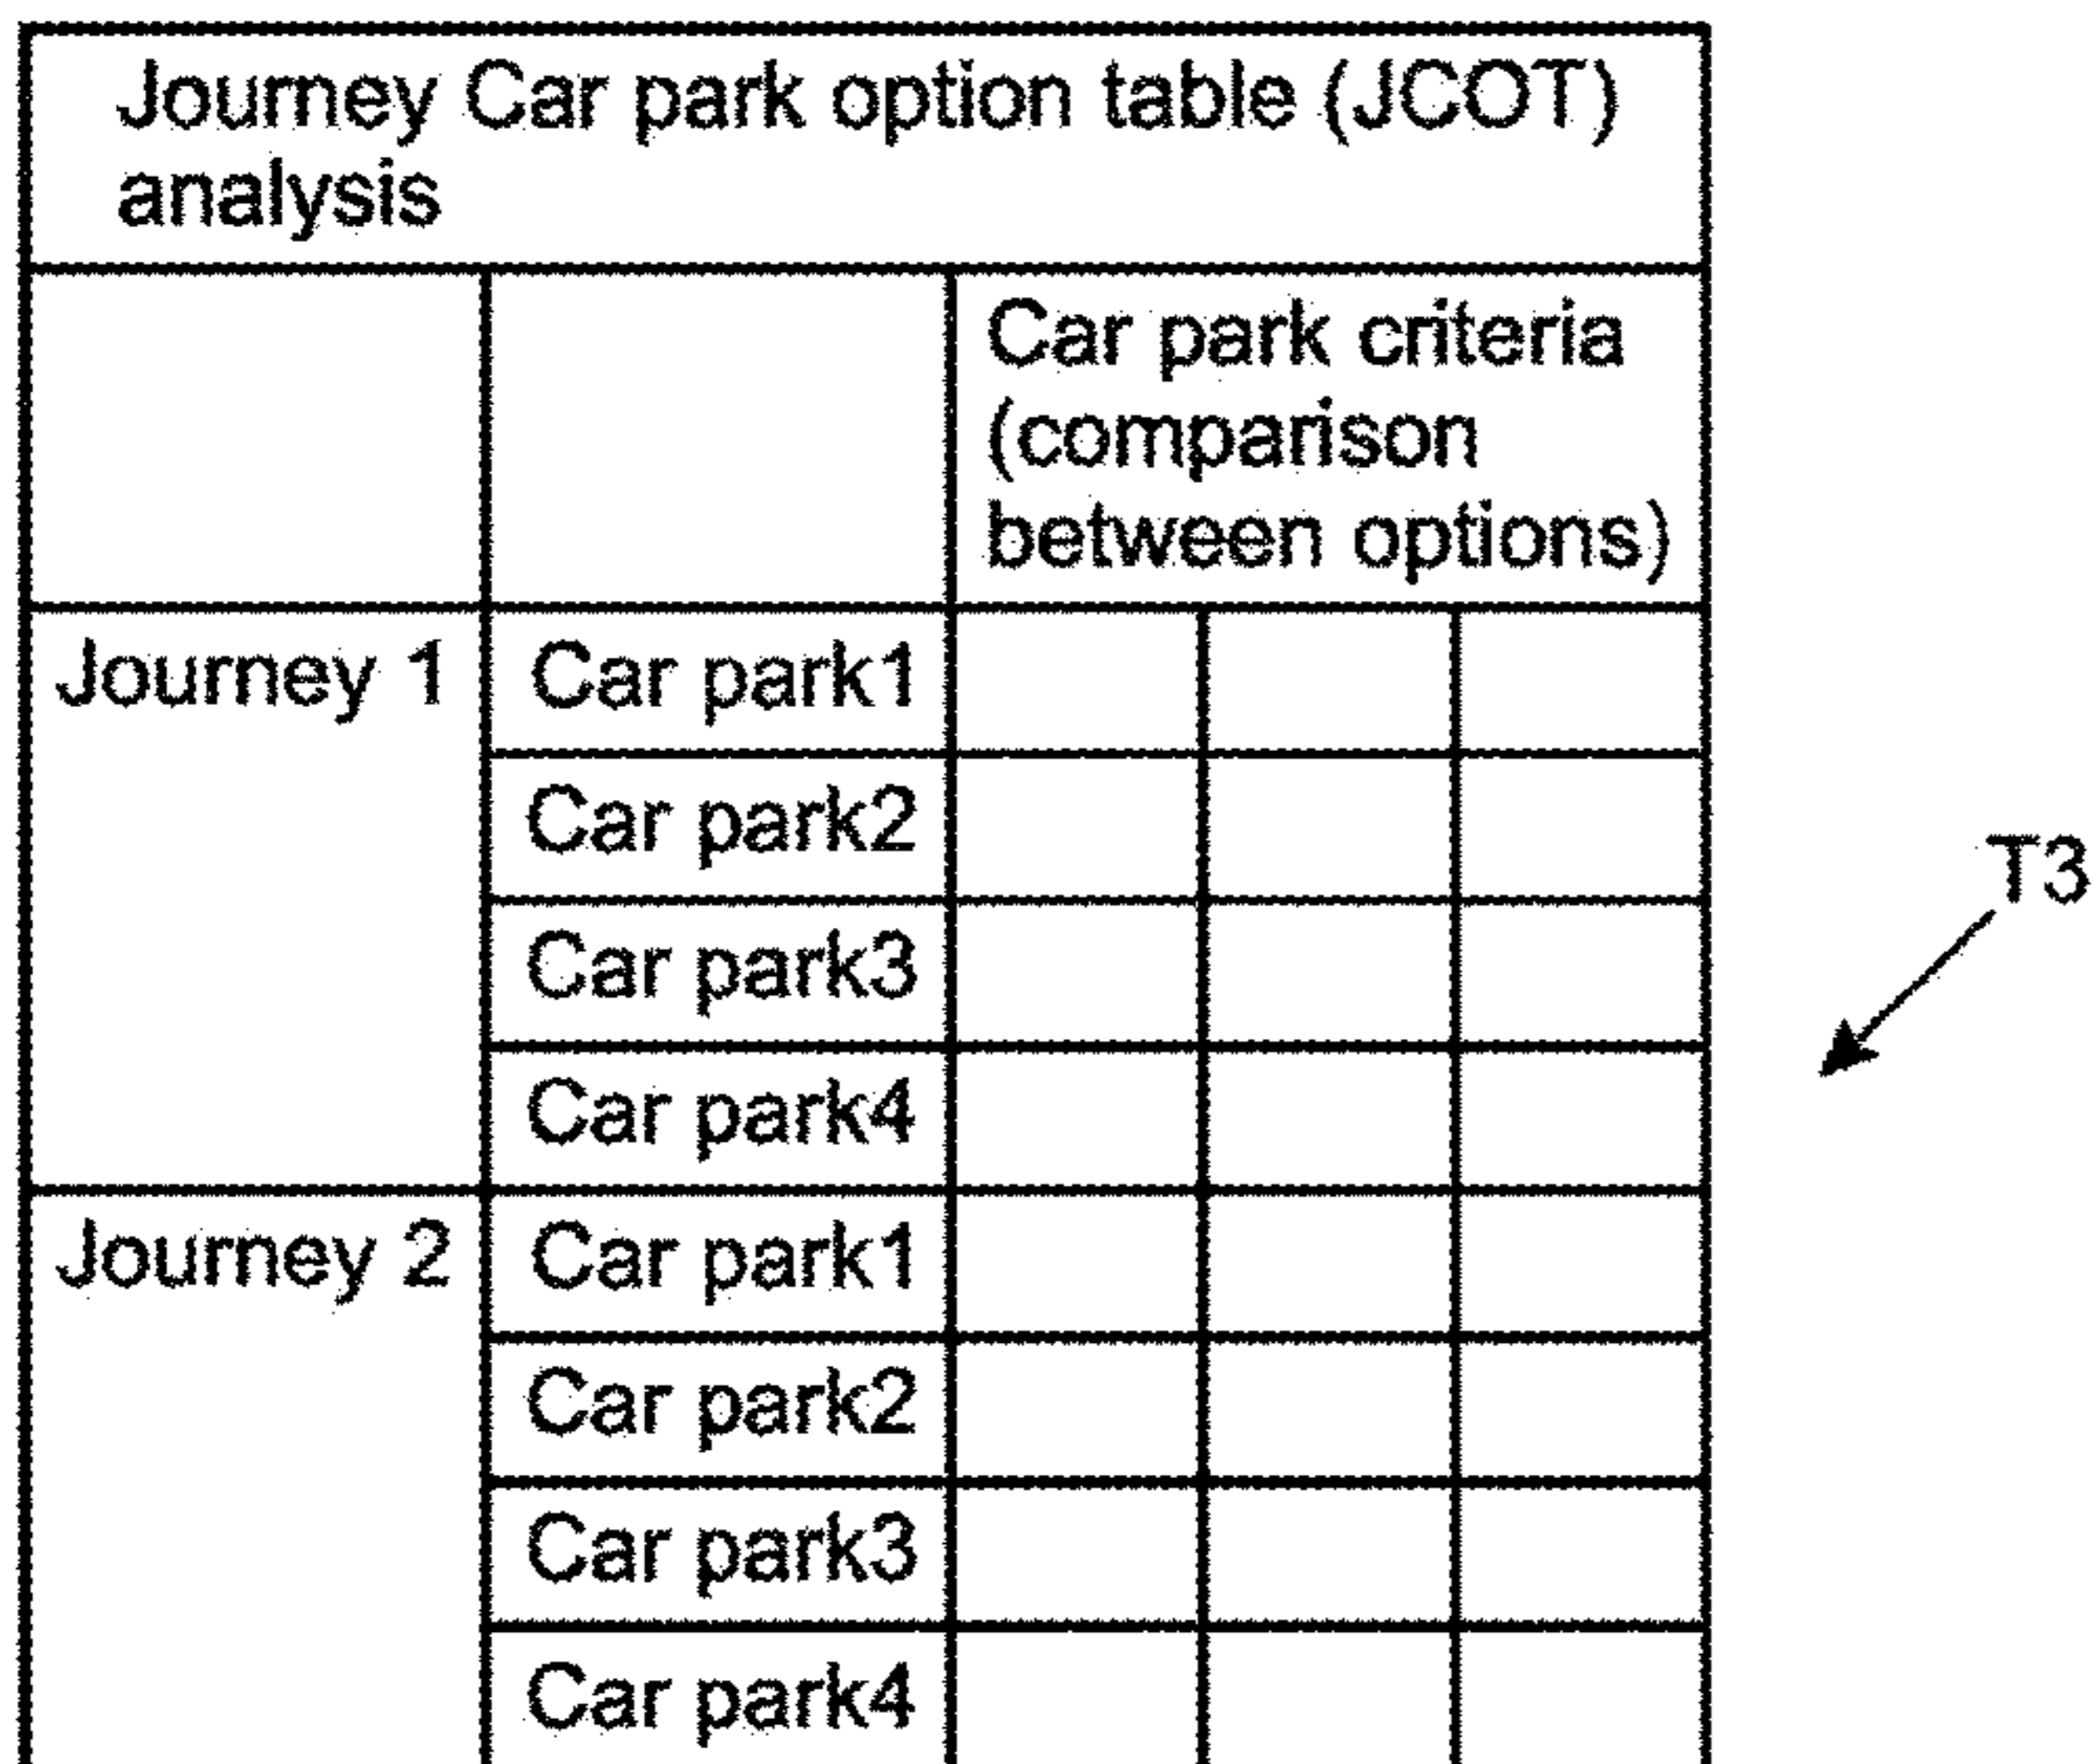 Journey Car park option table (JCOT)
analysis
Car park criteria
(comparison
between options)
Journey 1
Car park1
Car park2
Car park3
Car park4
T3
Journey 2
Car park1
Car park2
Car park3
Car park4